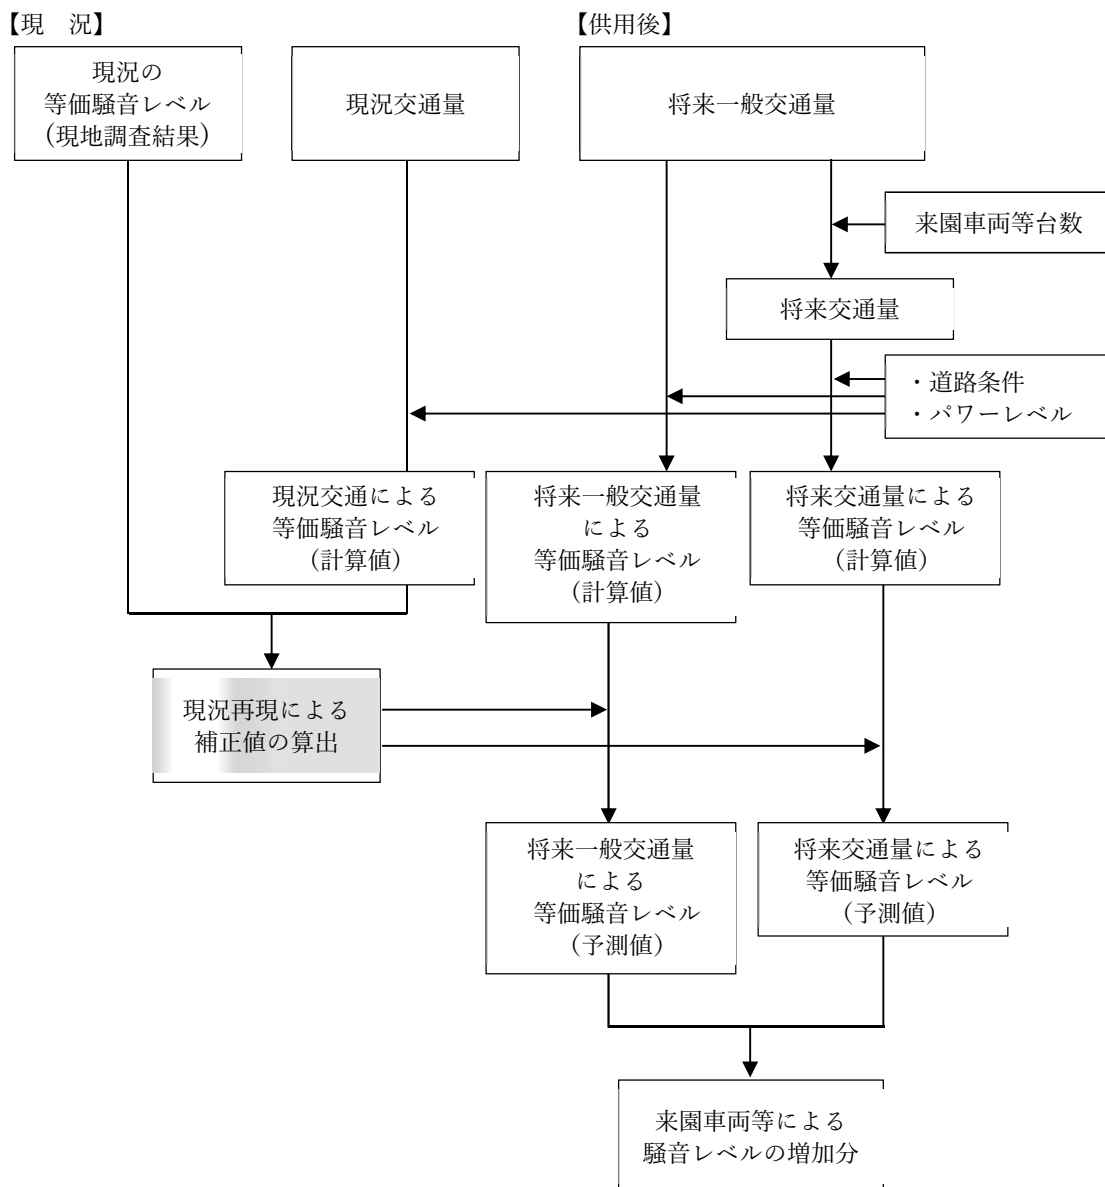 【現　況】
【供用後】
現況の
等価騒音レベル
(現地調査結果)
現況交通量
将来一般交通量
来園車両等台数
将来交通量
・道路条件
・パワーレベル
現況交通による
等価騒音レベル
(計算値)
将来一般交通量
による
等価騒音レベル
(計算値)
将来交通量による
等価騒音レベル
(計算値)
現況再現による
補正値の算出
将来一般交通量
による
等価騒音レベル
(予測値)
将来交通量による
等価騒音レベル
(予測値)
来園車両等による
騒音レベルの増加分